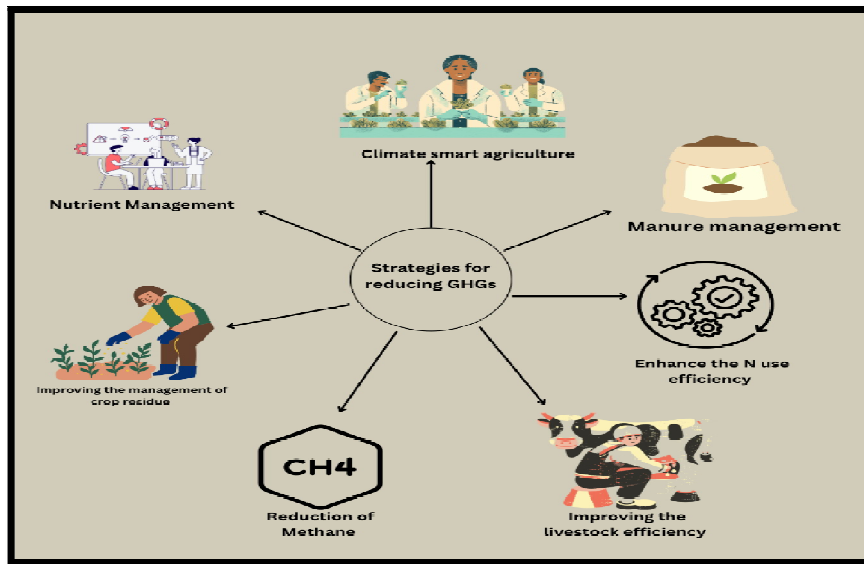 Climate smart agriculture
Nutrient Management
Manure management
Strategies for
reducing GHGs
Enhance the N use
efficiency
Improving the management of
crop residue
CH4
Reduction of
Methane
Improving the
livestock efficiency